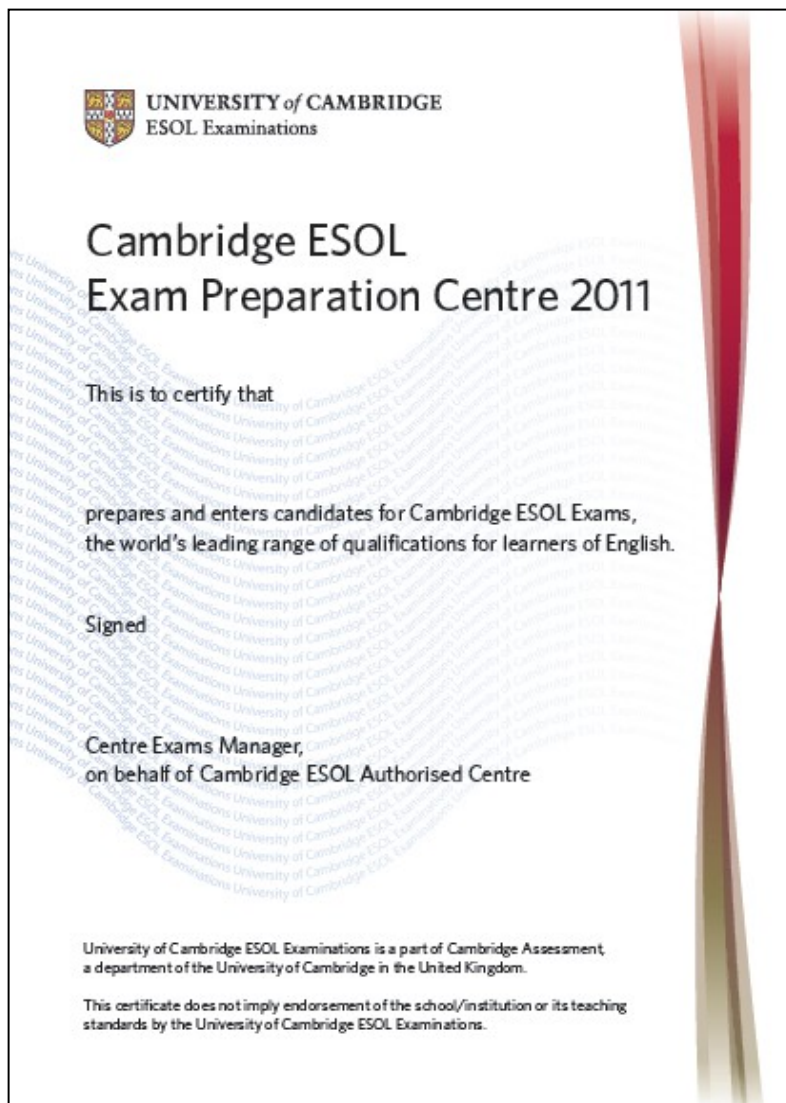 UNIVERSITY of CAMBRIDGE
ESOL Examinations
Cambridge ESOL
Exam Preparation Centre 2011
This is to certify that
prepares and enters candidates for Cambridge ESOL Exams,
the world's leading range of qualifications for learners of English.
Signed
Centre Exams Manager,
on behalf of Cambridge ESOL Authorised Centre
University of Cambridge ESOL Examinations is a part of Cambridge Assessment,
a department of the University of Cambridge in the United Kingdom.
This certificate does not imply endorsement of the school/institution or its teaching
standards by the University of Cambridge ESOL Examinations.